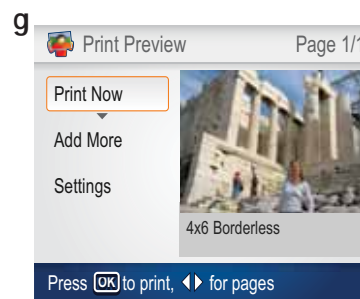 g
Print Preview Page 1/1
Print Now
Add More
Settings
4x6 Borderless
Press OK to print, for pages